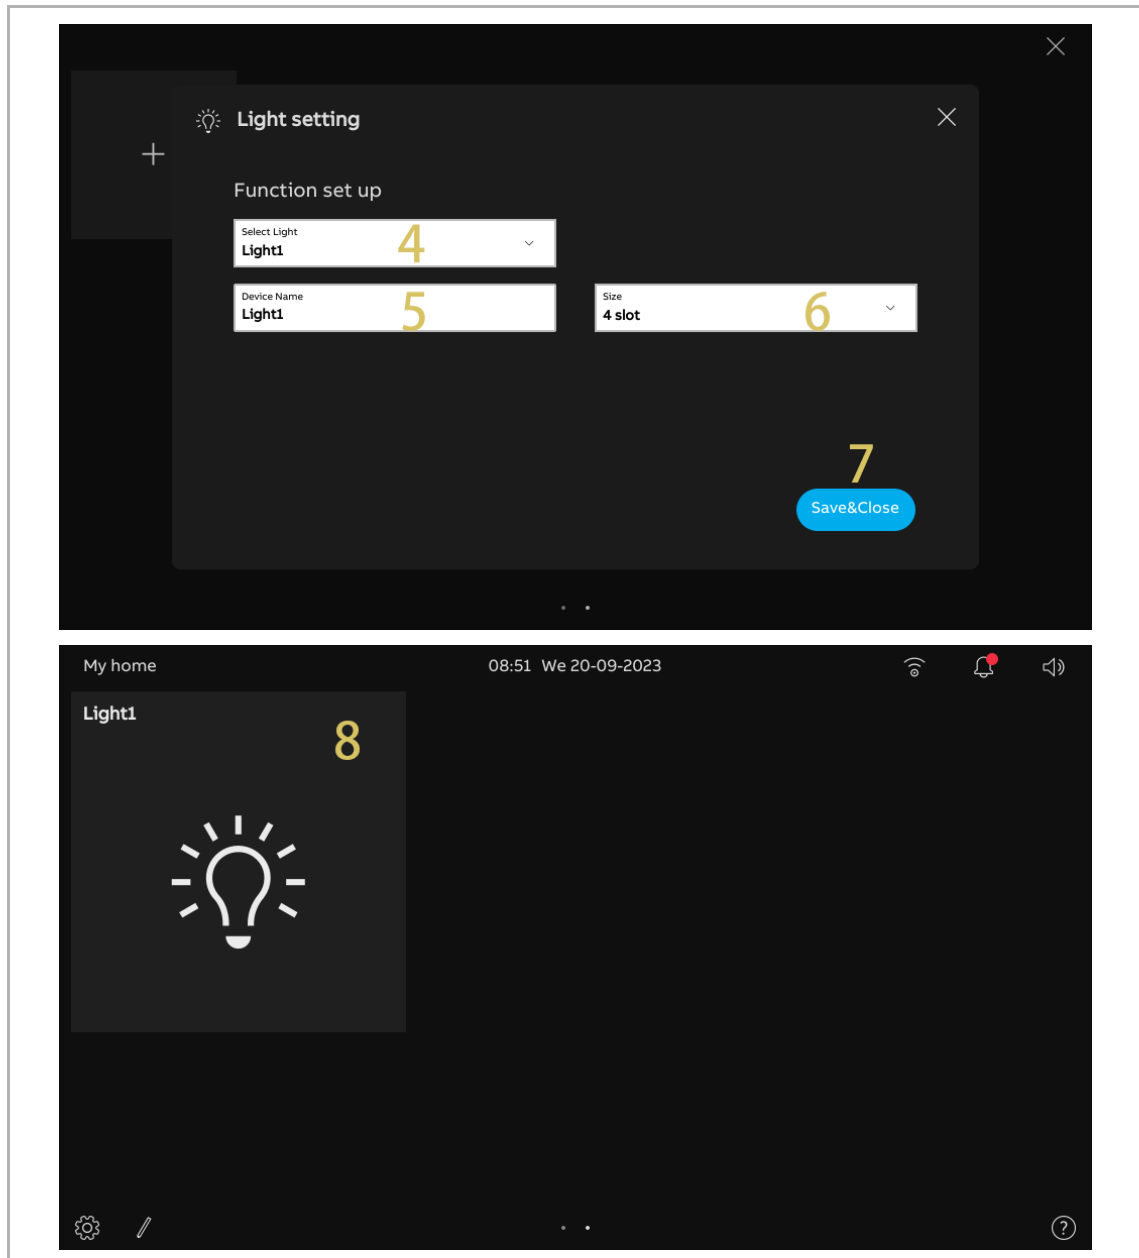 Light setting
Function set up
Select Light
Light1
4
Device Name
Light1
5
Size
4 slot
6
7
Save&Close
My home
08:51 We 20-09-2023
Light1
8
?